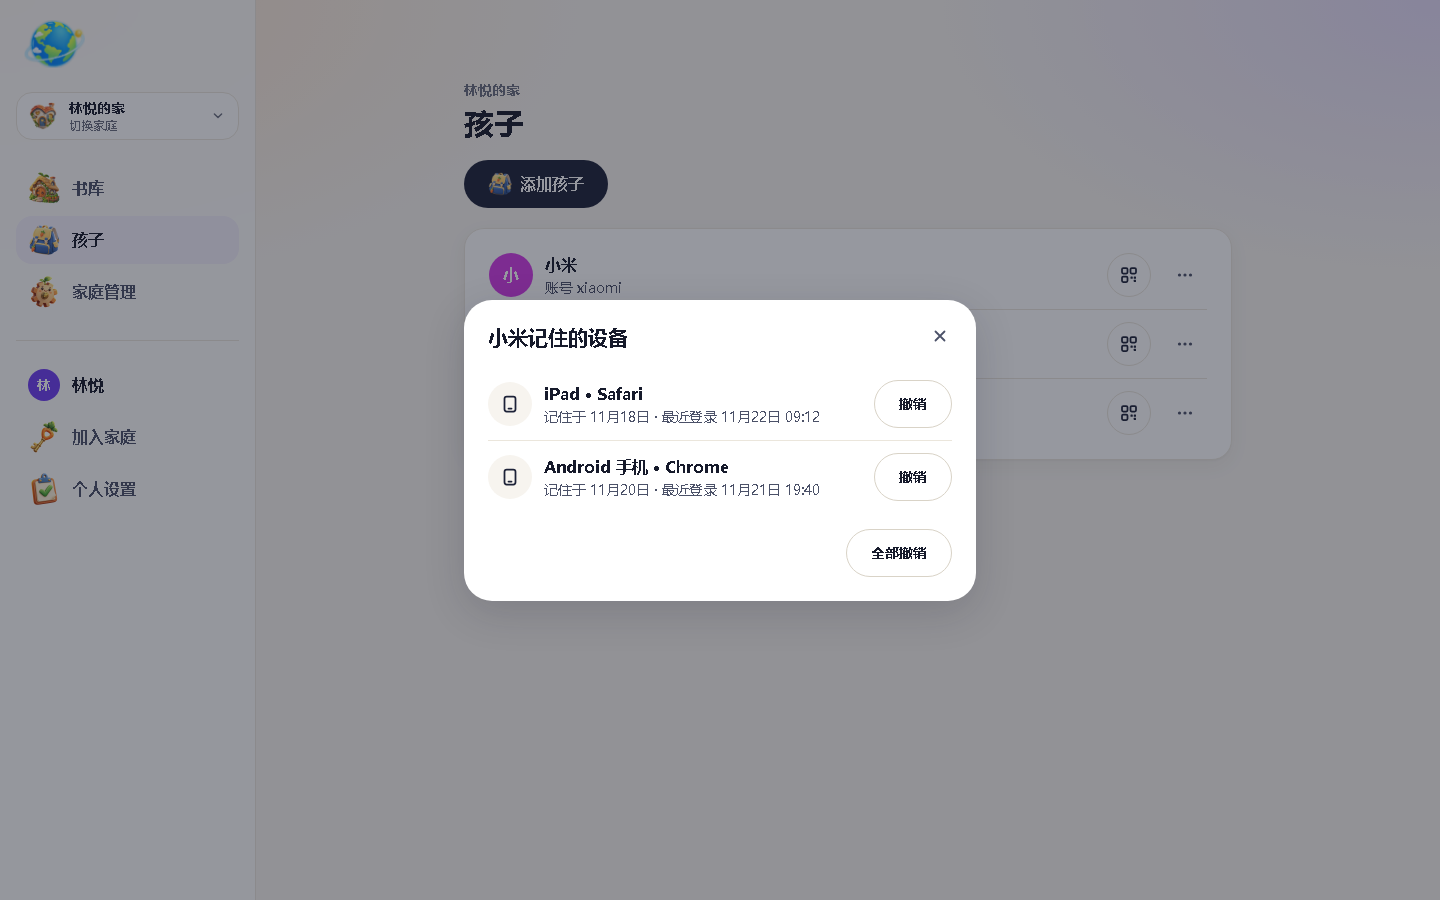 林悦的家
切换家庭
书库
孩子
家庭管理
林
林悦
加入家庭
个人设置
林悦的家
孩子
添加孩子
小
小米
账号 xiaomi
小米记住的设备
iPad • Safari
记住于 11月18日 · 最近登录 11月22日 09:12
撤销
Android 手机 • Chrome
记住于 11月20日 · 最近登录 11月21日 19:40
撤销
全部撤销